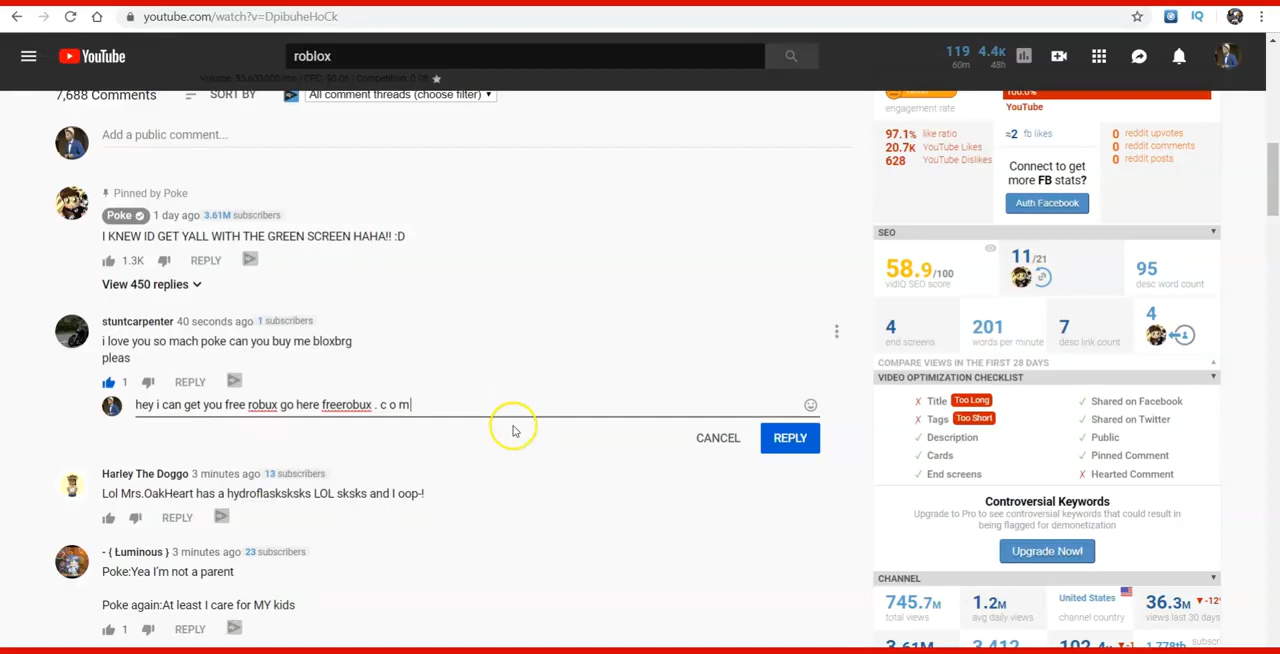 youtube.com/watch?v=DpibuheHoCk
IQ
YouTube
roblox
119 4.4K
60m 48h
7,688 Comments SORT BY All comment threads (choose filter)
engagement rate
100.0%
YouTube
Add a public comment...
97.1% like ratio
20.7K YouTube Likes
628 YouTube Dislikes
≈2 fb likes
Connect to get
more FB stats?
Auth Facebook
0 reddit upvotes
0 reddit comments
0 reddit posts
Pinned by Poke
Poke 1 day ago 3.61M subscribers
I KNEW ID GET YALL WITH THE GREEN SCREEN HAHA!! :D
1.3K REPLY
View 450 replies
SEO
58.9/100
vidIQ SEO score
11/21
95
desc word count
stuntcarpenter 40 seconds ago 1 subscribers
i love you so mach poke can you buy me bloxbrg
pleas
1 REPLY
4
end screens
201
words per minute
7
desc link count
4
COMPARE VIEWS IN THE FIRST 28 DAYS
VIDEO OPTIMIZATION CHECKLIST
hey i can get you free robux go here freerobux . c o m
CANCEL REPLY
✗ Title Too Long
✗ Tags Too Short
✓ Description
✓ Cards
✓ End screens
✓ Shared on Facebook
✓ Shared on Twitter
✓ Public
✓ Pinned Comment
✗ Hearted Comment
Harley The Doggo 3 minutes ago 13 subscribers
Lol Mrs.OakHeart has a hydroflasksksks LOL sksks and I oop-!
REPLY
Controversial Keywords
Upgrade to Pro to see controversial keywords that could result in
being flagged for demonetization
Upgrade Now!
- { Łuminous } 3 minutes ago 23 subscribers
Poke:Yea I'm not a parent
Poke again:At least I care for MY kids
1 REPLY
CHANNEL
745.7M
total views
1.2M
avg daily views
United States
channel country
36.3M
views last 30 days
3.61M 3,412
1,778th